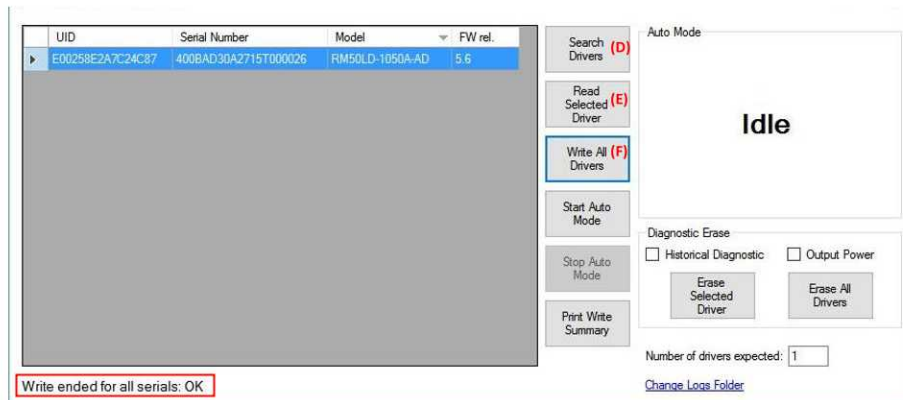 UID Serial Number Model FW rel.
E00258E2A7C24C87 400BAD30A2715T000026 RM50LD-1050A-AD 5.6
Search
Drivers (D)
Read
Selected (E)
Driver
Write All (F)
Drivers
Start Auto
Mode
Stop Auto
Mode
Print Write
Summary
Auto Mode
Idle
Diagnostic Erase
Historical Diagnostic Output Power
Erase
Selected
Driver
Erase All
Drivers
Number of drivers expected: 1
Change Logs Folder
Write ended for all serials: OK